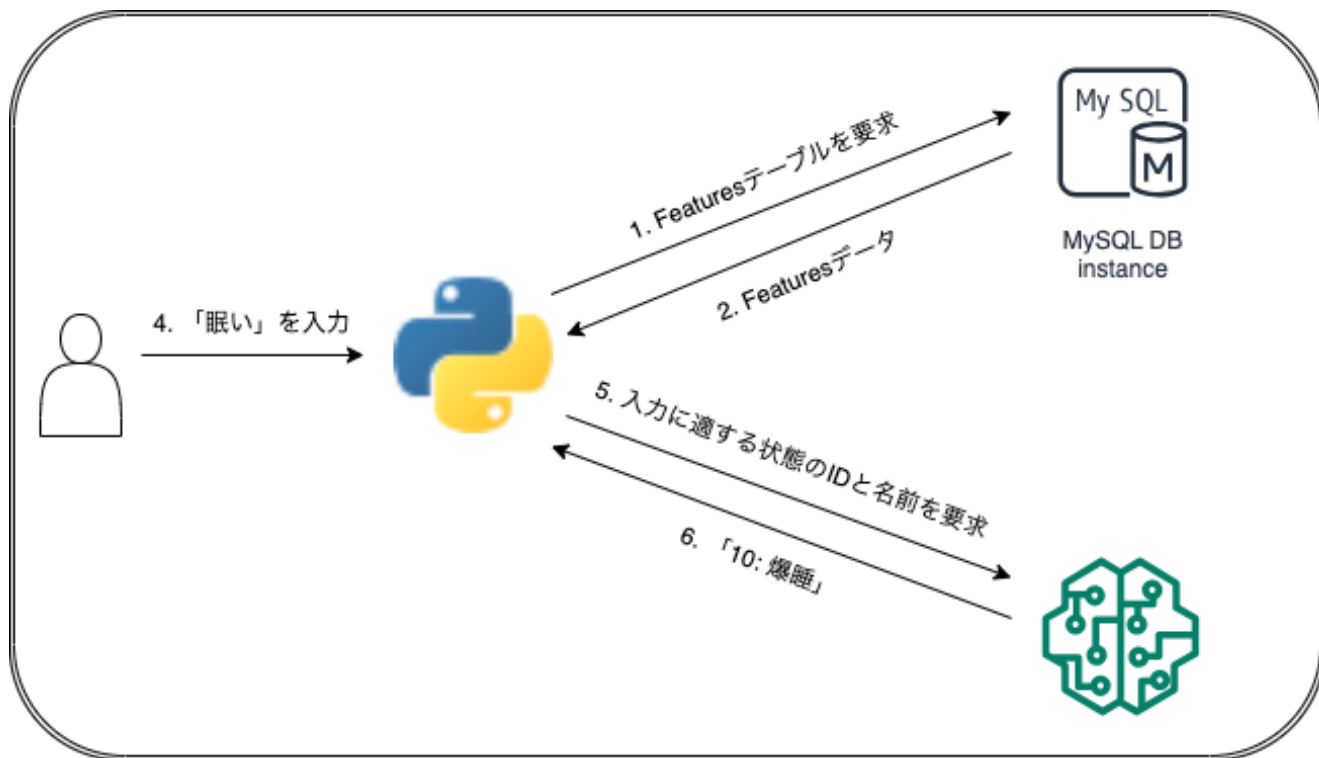 My SQL
M
MySQL DB
instance
1. Featuresテーブルを要求
2. Featuresデータ
4. 「眠い」を入力
5. 入力に適する状態のIDと名前を要求
6. 「10: 爆睡」